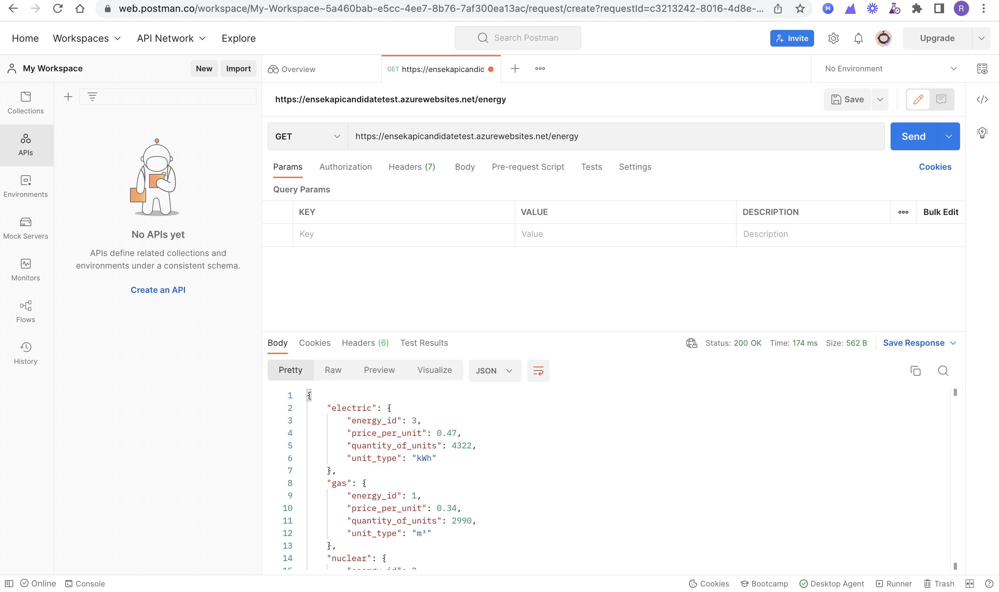 web.postman.co/workspace/My-Workspace~5a460bab-e5cc-4ee7-8b76-7af300ea13ac/request/create?requestId=c3213242-8016-4d8e-...
M
R
Home Workspaces API Network Explore
Search Postman
Invite
Upgrade
My Workspace
New Import
Overview
GET https://ensekapicandid
No Environment
Collections
APIs
Environments
Mock Servers
Monitors
Flows
History
No APIs yet
APIs define related collections and
environments under a consistent schema.
Create an API
https://ensekapicandidatetest.azurewebsites.net/energy
Save
GET https://ensekapicandidatetest.azurewebsites.net/energy
Send
Params Authorization Headers (7) Body Pre-request Script Tests Settings
Cookies
Query Params
KEY VALUE DESCRIPTION Bulk Edit
Key Value Description
Body Cookies Headers (6) Test Results
Status: 200 OK Time: 174 ms Size: 562 B
Save Response
Pretty Raw Preview Visualize
JSON
1 {
2 "electric": {
3 "energy_id": 3,
4 "price_per_unit": 0.47,
5 "quantity_of_units": 4322,
6 "unit_type": "kWh"
7 },
8 "gas": {
9 "energy_id": 1,
10 "price_per_unit": 0.34,
11 "quantity_of_units": 2990,
12 "unit_type": "m³"
13 },
14 "nuclear": {
15 "energy_id":
Online Console
Cookies Bootcamp Desktop Agent Runner Trash